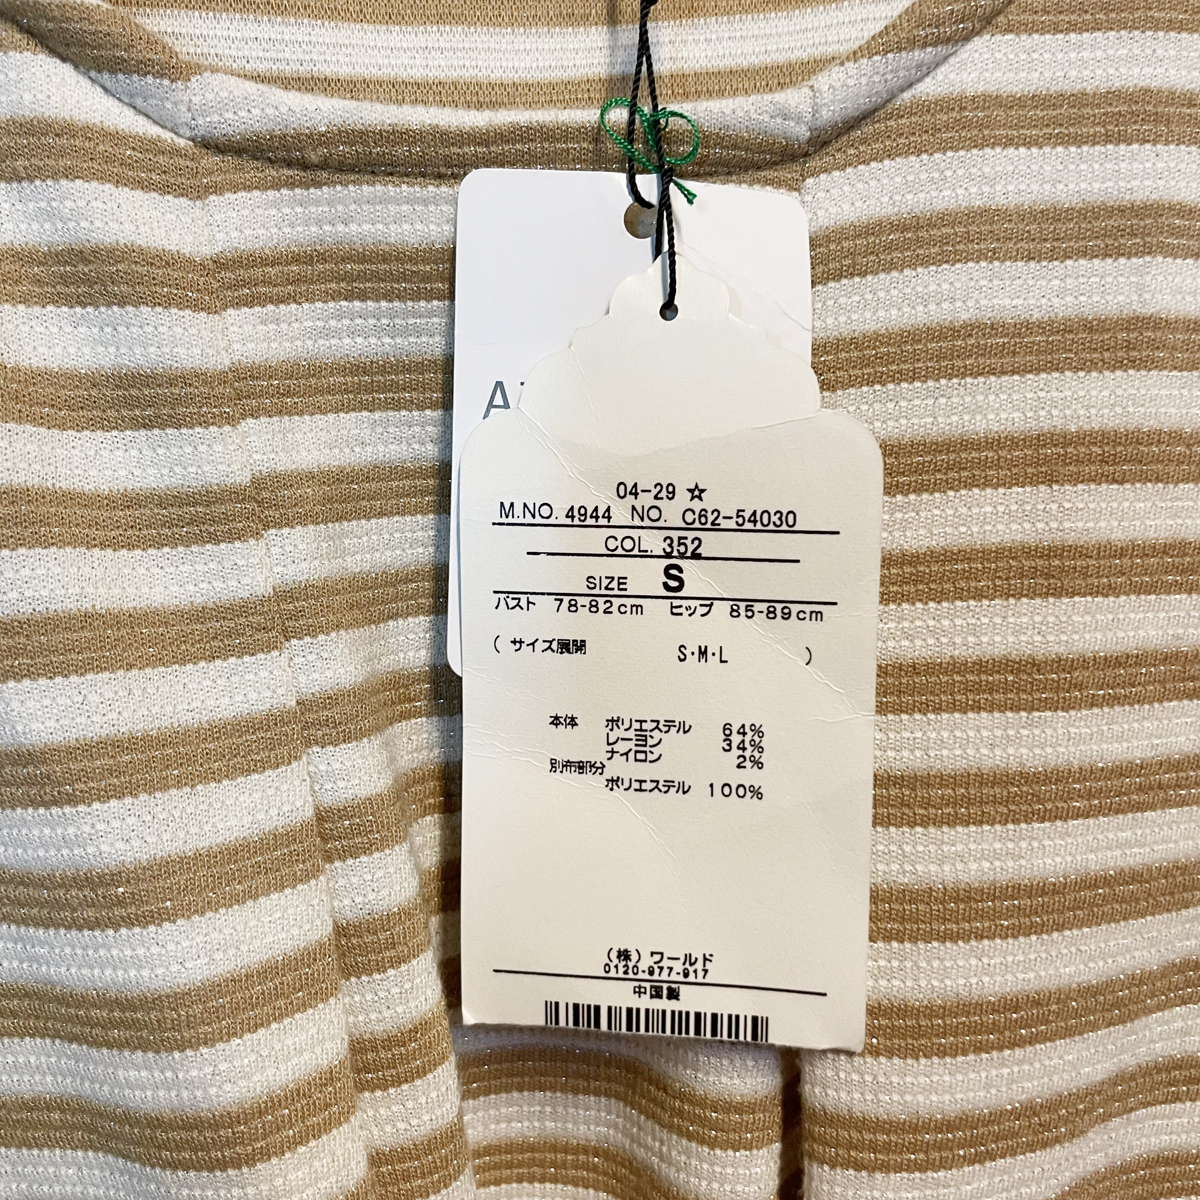 04-29 ☆
M.NO. 4944 NO. C62-54030
COL. 352
SIZE S
バスト 78-82cm ヒップ 85-89cm
( サイズ展開 S･M･L )
本体 ポリエステル 64%
レーヨン 34%
ナイロン 2%
別布部分
ポリエステル 100%
(株)ワールド
0120-977-917
中国製